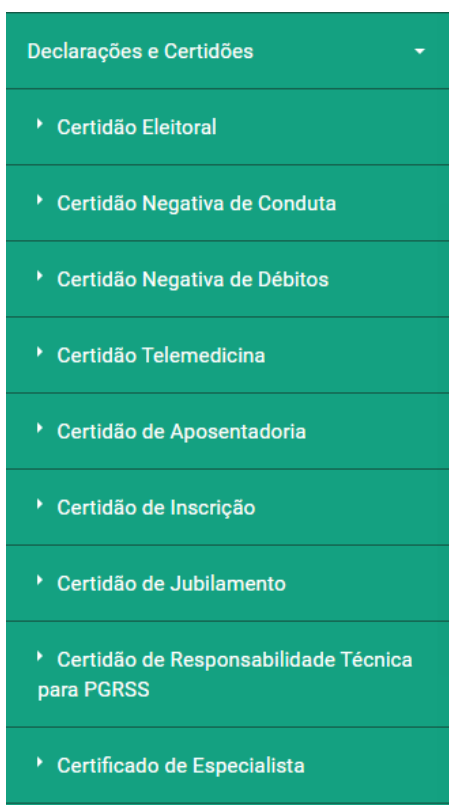 Declarações e Certidões
Certidão Eleitoral
Certidão Negativa de Conduta
Certidão Negativa de Débitos
Certidão Telemedicina
Certidão de Aposentadoria
Certidão de Inscrição
Certidão de Jubilamento
Certidão de Responsabilidade Técnica
para PGRSS
Certificado de Especialista